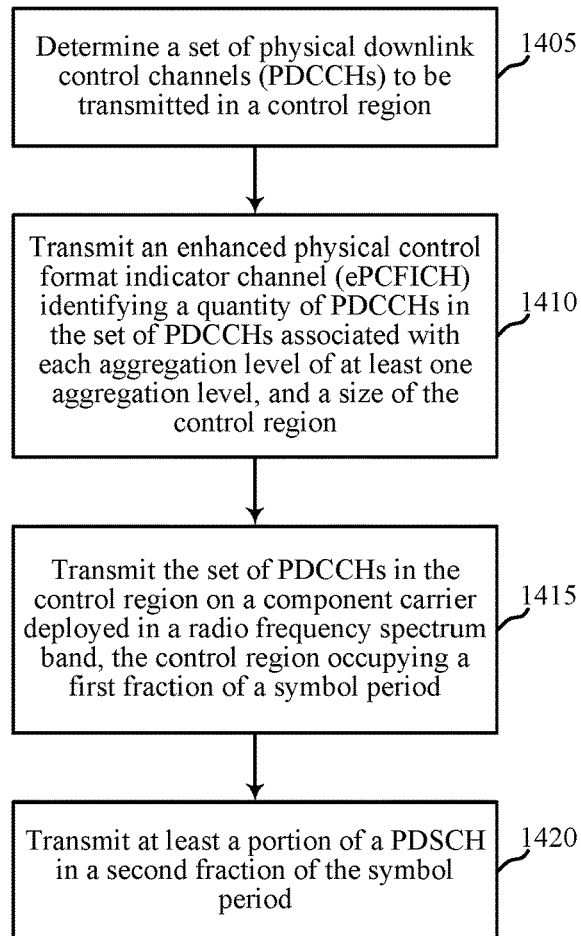 Determine a set of physical downlink
control channels (PDCCHs) to be
transmitted in a control region
1405
Transmit an enhanced physical control
format indicator channel (ePCFICH)
identifying a quantity of PDCCHs in
the set of PDCCHs associated with
each aggregation level of at least one
aggregation level, and a size of the
control region
1410
Transmit the set of PDCCHs in the
control region on a component carrier
deployed in a radio frequency spectrum
band, the control region occupying a
first fraction of a symbol period
1415
Transmit at least a portion of a PDSCH
in a second fraction of the symbol
period
1420